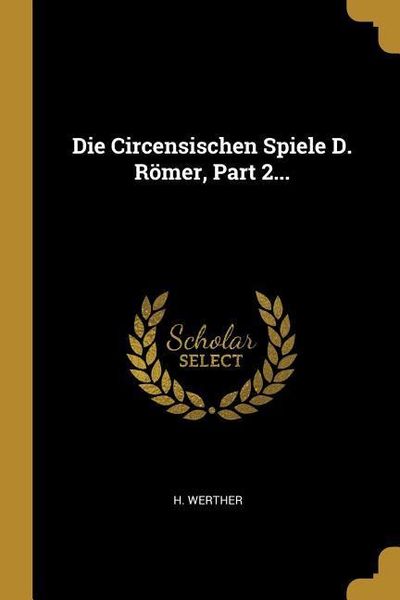 Die Circensischen Spiele D.
Römer, Part 2...
Scholar
SELECT
H. WERTHER